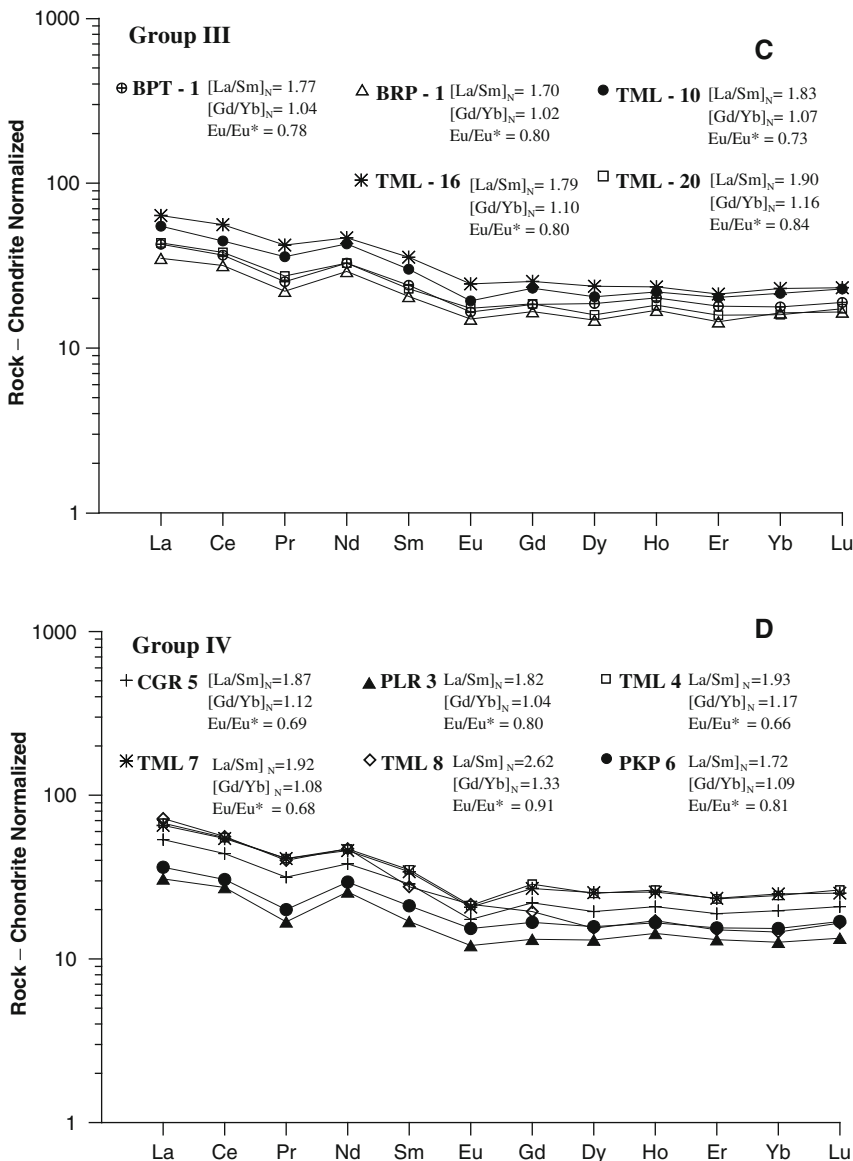 Group III
C
BPT - 1 [La/Sm]N= 1.77
[Gd/Yb]N= 1.04
Eu/Eu* = 0.78
BRP - 1 [La/Sm]N= 1.70
[Gd/Yb]N= 1.02
Eu/Eu* = 0.80
TML - 10 [La/Sm]N= 1.83
[Gd/Yb]N= 1.07
Eu/Eu* = 0.73
TML - 16 [La/Sm]N= 1.79
[Gd/Yb]N= 1.10
Eu/Eu* = 0.80
TML - 20 [La/Sm]N= 1.90
[Gd/Yb]N= 1.16
Eu/Eu* = 0.84
Rock – Chondrite Normalized
1000
100
10
1
La Ce Pr Nd Sm Eu Gd Dy Ho Er Yb Lu
Group IV
D
CGR 5 [La/Sm]N=1.87
[Gd/Yb]N=1.12
Eu/Eu* = 0.69
PLR 3 La/Sm]N=1.82
[Gd/Yb]N= 1.04
Eu/Eu* = 0.80
TML 4 La/Sm]N=1.93
[Gd/Yb]N= 1.17
Eu/Eu* = 0.66
TML 7 La/Sm] N=1.92
[Gd/Yb] N= 1.08
Eu/Eu* = 0.68
TML 8 La/Sm] N=2.62
[Gd/Yb]N= 1.33
Eu/Eu* = 0.91
PKP 6 La/Sm]N=1.72
[Gd/Yb]N= 1.09
Eu/Eu* = 0.81
Rock – Chondrite Normalized
1000
100
10
1
La Ce Pr Nd Sm Eu Gd Dy Ho Er Yb Lu